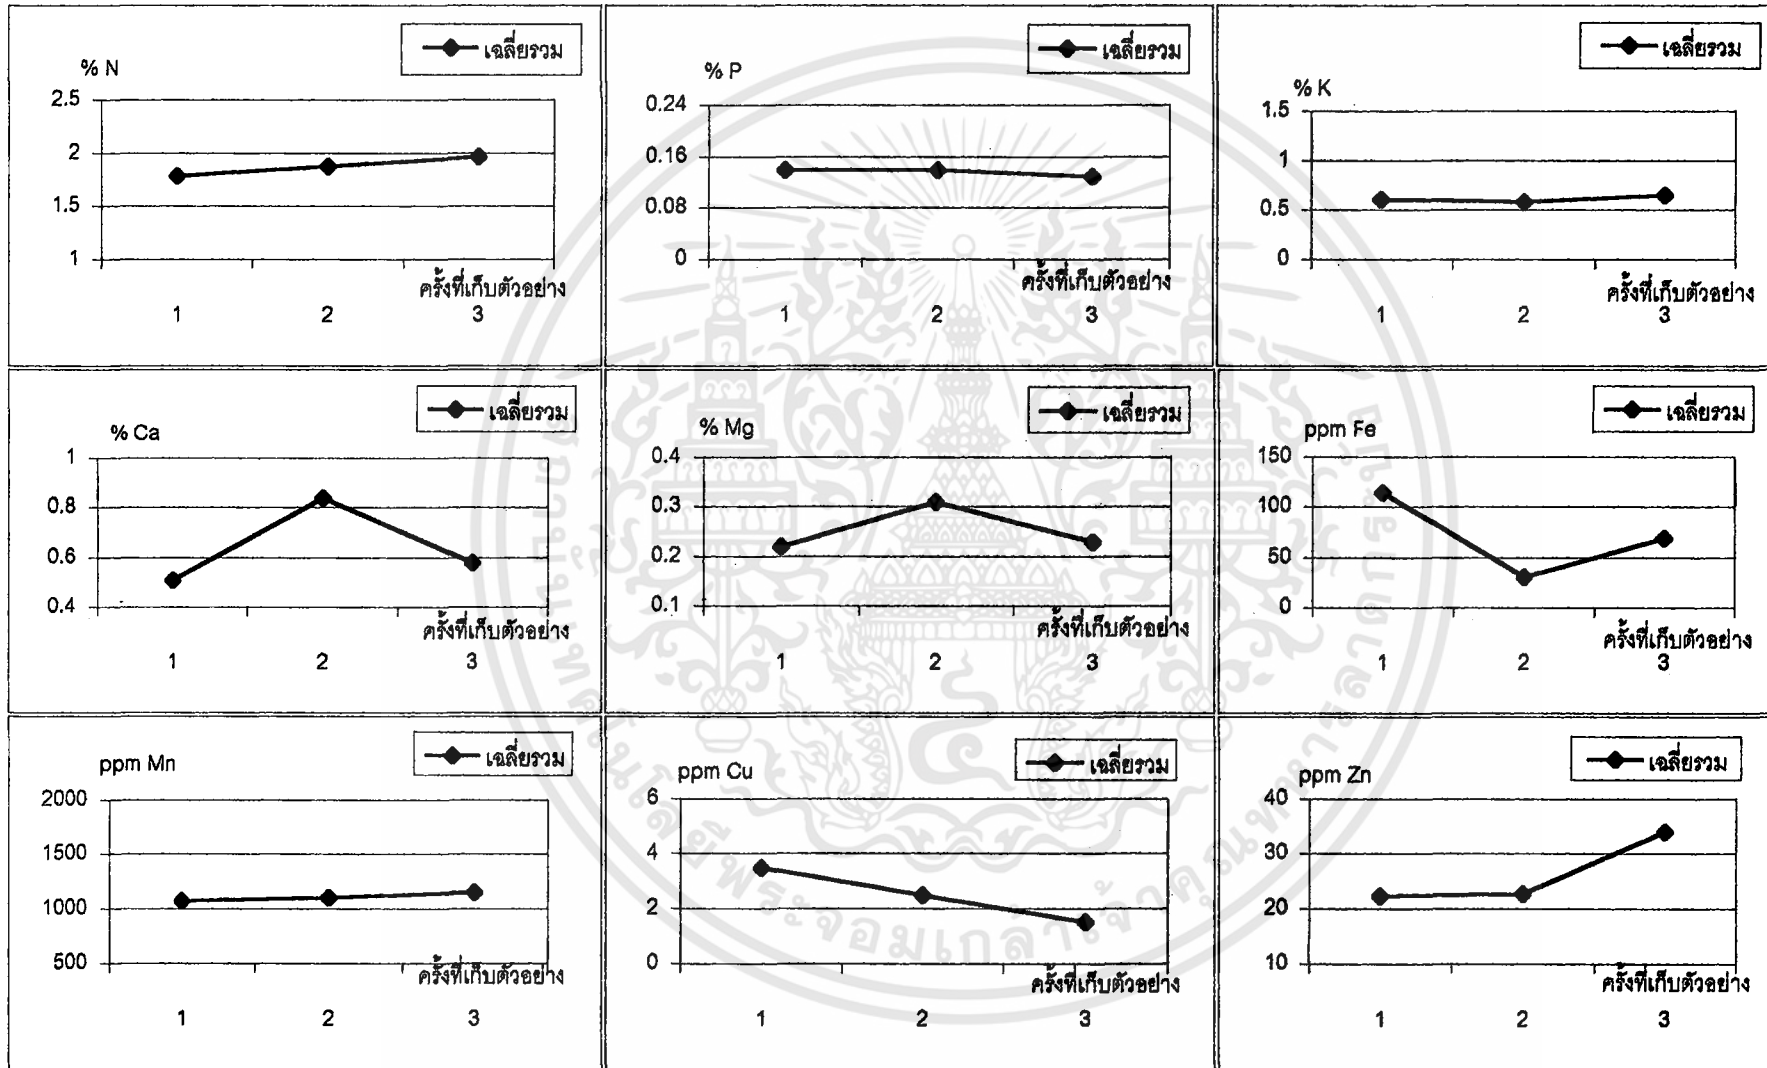 เฉลี่ยรวม
% N
2.5
2
1.5
1
ครั้งที่เก็บตัวอย่าง
1 2 3
เฉลี่ยรวม
% P
0.24
0.16
0.08
0
ครั้งที่เก็บตัวอย่าง
1 2 3
เฉลี่ยรวม
% K
1.5
1
0.5
0
ครั้งที่เก็บตัวอย่าง
1 2 3
เฉลี่ยรวม
% Ca
1
0.8
0.6
0.4
ครั้งที่เก็บตัวอย่าง
1 2 3
เฉลี่ยรวม
% Mg
0.4
0.3
0.2
0.1
ครั้งที่เก็บตัวอย่าง
1 2 3
เฉลี่ยรวม
ppm Fe
150
100
50
0
ครั้งที่เก็บตัวอย่าง
1 2 3
เฉลี่ยรวม
ppm Mn
2000
1500
1000
500
ครั้งที่เก็บตัวอย่าง
1 2 3
เฉลี่ยรวม
ppm Cu
6
4
2
0
ครั้งที่เก็บตัวอย่าง
1 2 3
เฉลี่ยรวม
ppm Zn
40
30
20
10
ครั้งที่เก็บตัวอย่าง
1 2 3